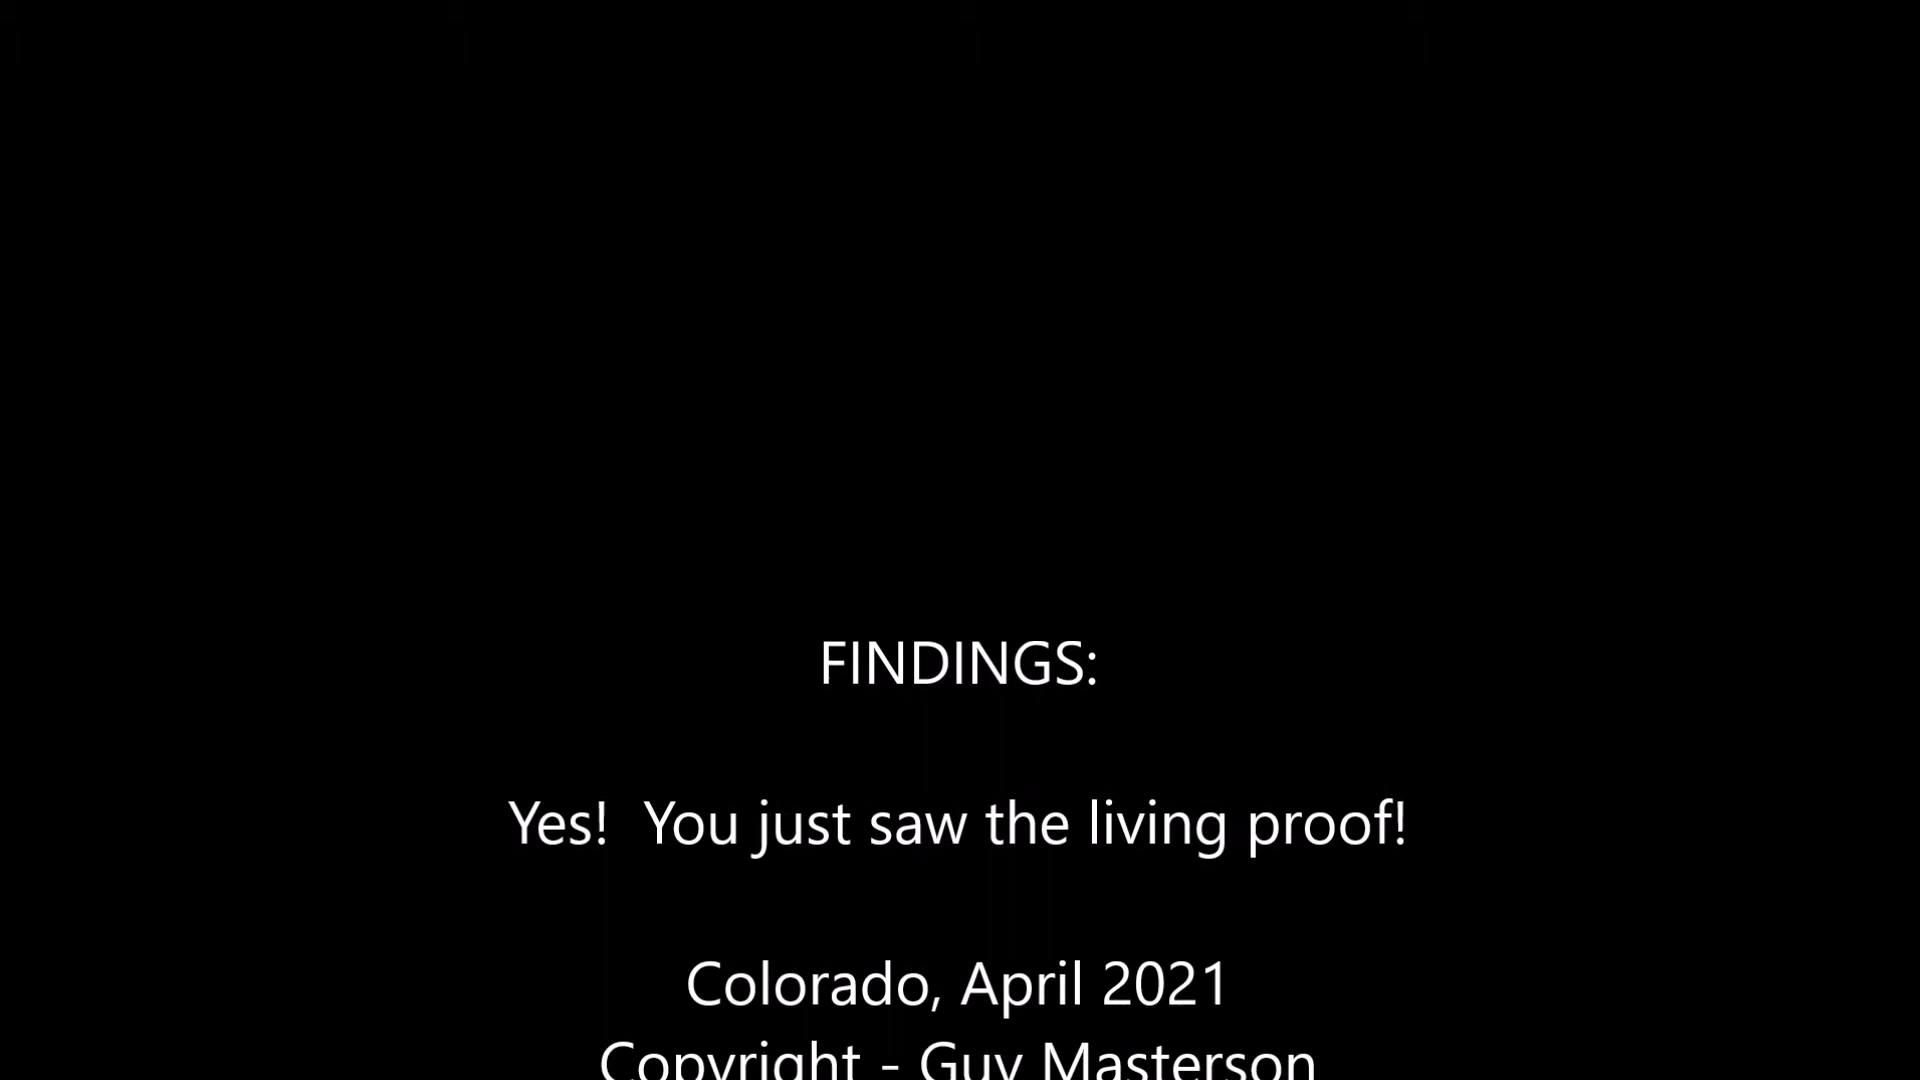 FINDINGS:
Yes!  You just saw the living proof!
Colorado, April 2021
Copyright - Guy Masterson